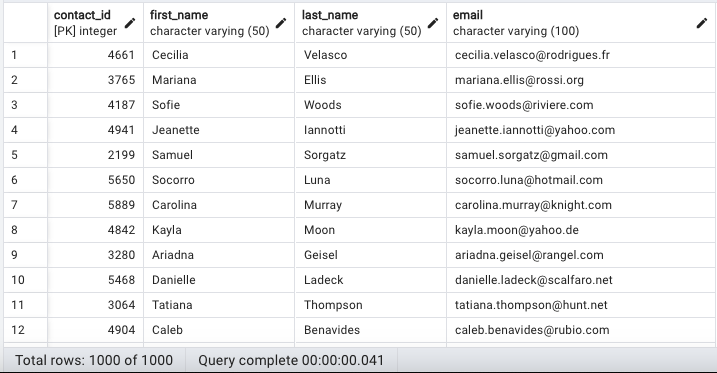 contact_id first_name last_name email
[PK] integer character varying (50) character varying (50) character varying (100)
1 4661 Cecilia Velasco cecilia.velasco@rodrigues.fr
2 3765 Mariana Ellis mariana.ellis@rossi.org
3 4187 Sofie Woods sofie.woods@riviere.com
4 4941 Jeanette Iannotti jeanette.iannotti@yahoo.com
5 2199 Samuel Sorgatz samuel.sorgatz@gmail.com
6 5650 Socorro Luna socorro.luna@hotmail.com
7 5889 Carolina Murray carolina.murray@knight.com
8 4842 Kayla Moon kayla.moon@yahoo.de
9 3280 Ariadna Geisel ariadna.geisel@rangel.com
10 5468 Danielle Ladeck danielle.ladeck@scalfaro.net
11 3064 Tatiana Thompson tatiana.thompson@hunt.net
12 4904 Caleb Benavides caleb.benavides@rubio.com
Total rows: 1000 of 1000 Query complete 00:00:00.041